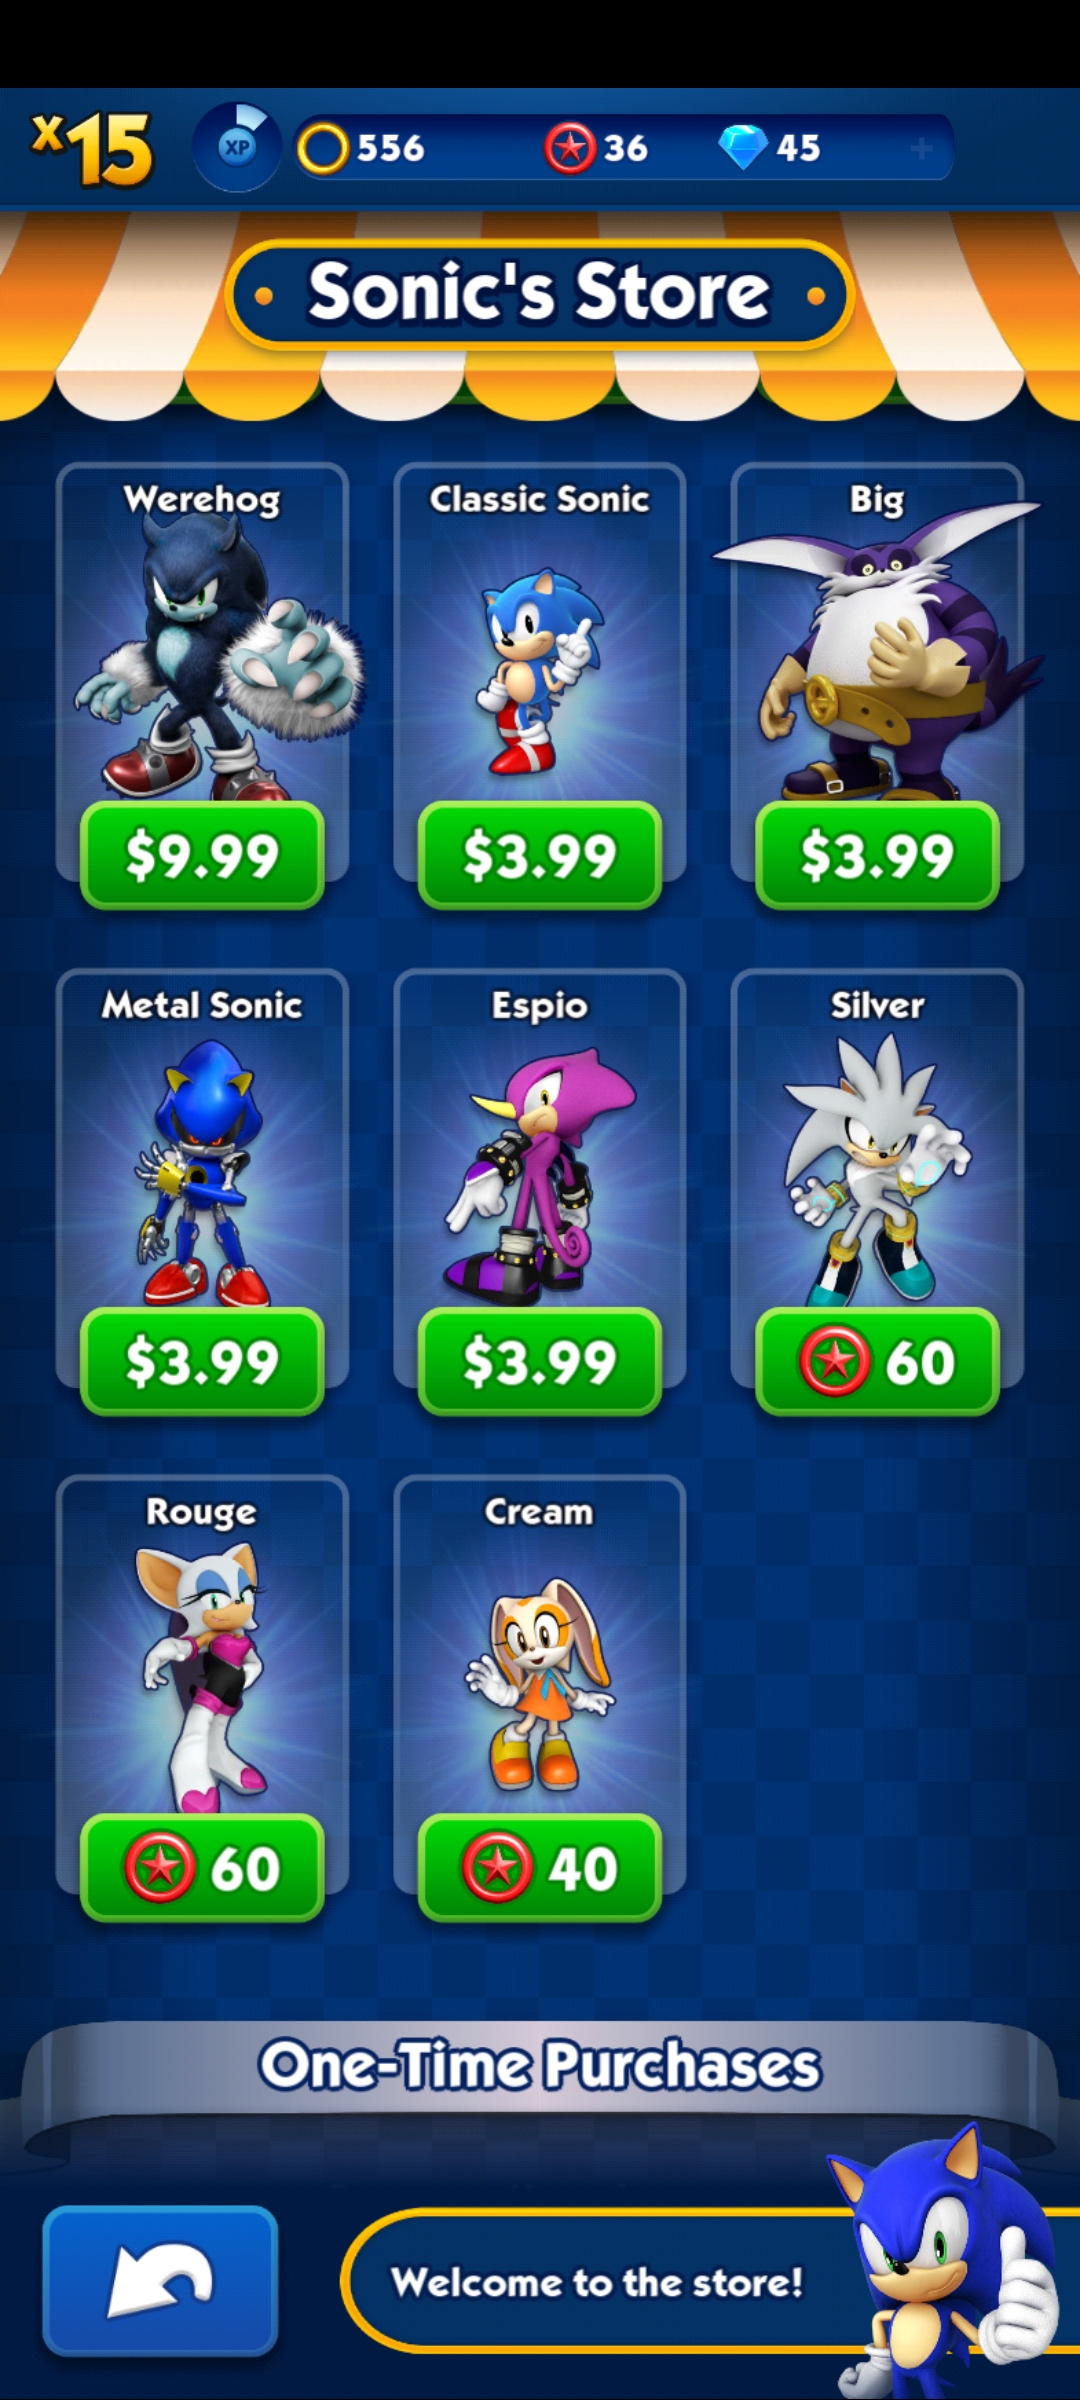 x15 XP 556 36 45
Sonic's Store
Werehog Classic Sonic Big
$9.99 $3.99 $3.99
Metal Sonic Espio Silver
$3.99 $3.99 60
Rouge Cream
60 40
One-Time Purchases
Welcome to the store!